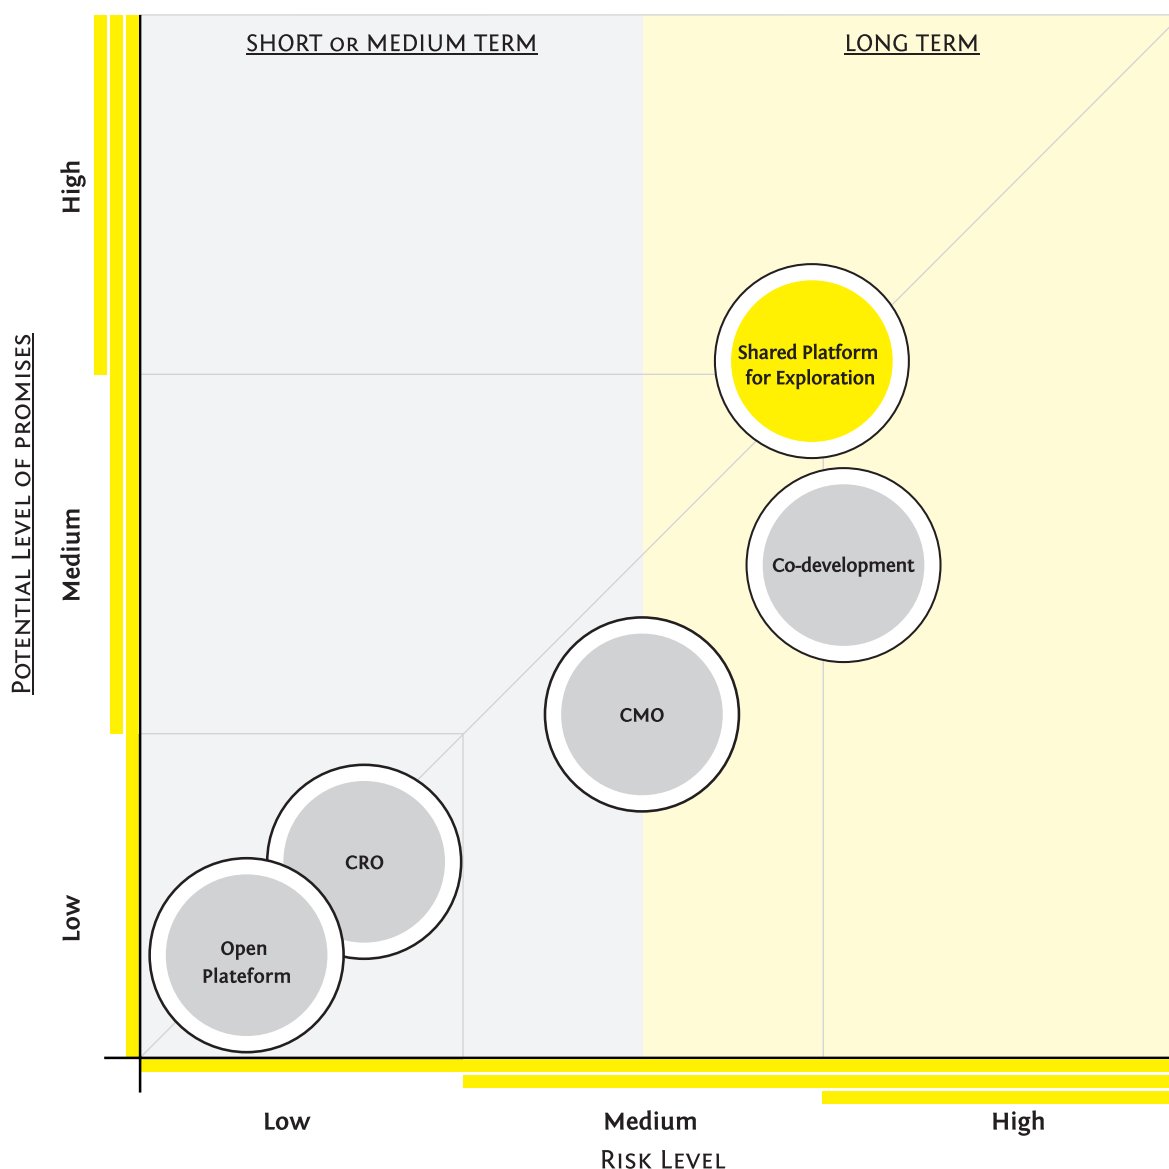 SHORT OR MEDIUM TERM
LONG TERM
POTENTIAL LEVEL OF PROMISES
High
Medium
Low
Shared Platform
for Exploration
Co-development
CMO
CRO
Open
Plateform
Low
Medium
High
RISK LEVEL